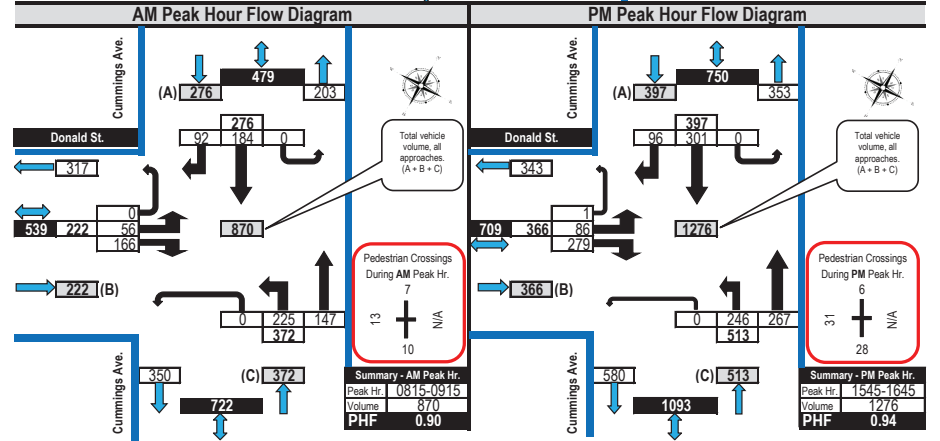 AM Peak Hour Flow Diagram
Cummings Ave.
479
(A) 276
203
276
92 184 0
Donald St.
317
Total vehicle
volume, all
approaches.
(A + B + C)
0
539 222 56
166
870
222 (B)
Pedestrian Crossings
During AM Peak Hr.
7
13
N/A
10
0 225 147
372
Cummings Ave.
350
(C) 372
722
Summary - AM Peak Hr.
Peak Hr. 0815-0915
Volume 870
PHF 0.90
PM Peak Hour Flow Diagram
Cummings Ave.
750
(A) 397
353
397
96 301 0
Donald St.
343
Total vehicle
volume, all
approaches.
(A + B + C)
1
709 366 86
279
1276
366 (B)
Pedestrian Crossings
During PM Peak Hr.
6
31
N/A
28
0 246 267
513
Cummings Ave.
580
(C) 513
1093
Summary - PM Peak Hr.
Peak Hr. 1545-1645
Volume 1276
PHF 0.94